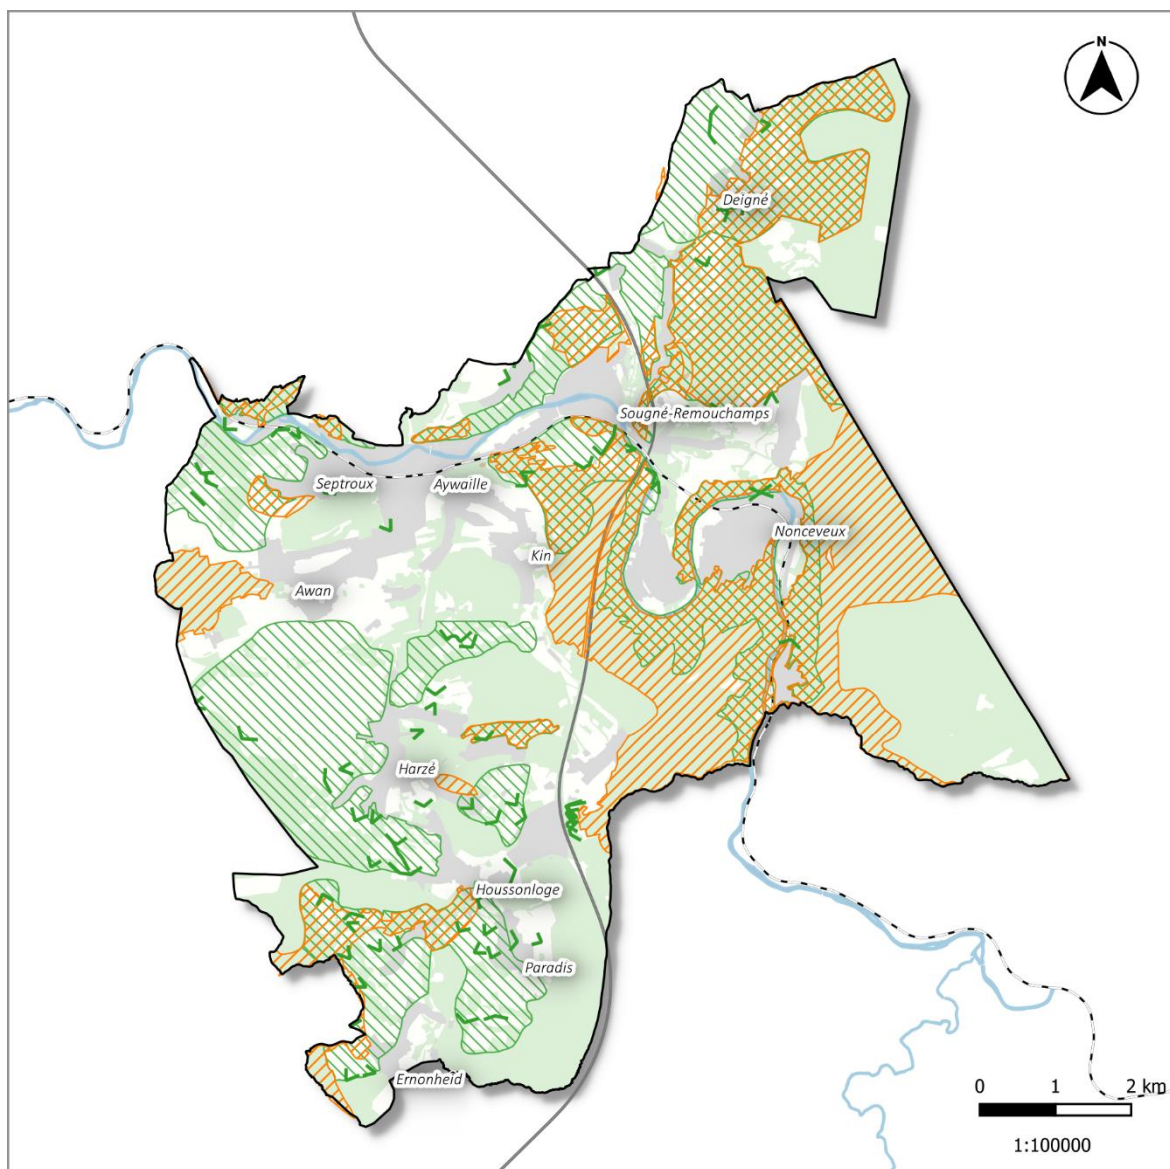 N
Deigné
Sougné-Remouchamps
Septroux
Aywaille
Nonceveux
Kin
Awan
Harzé
Houssonloge
Paradis
Ernonheid
0 1 2 km
1:100000